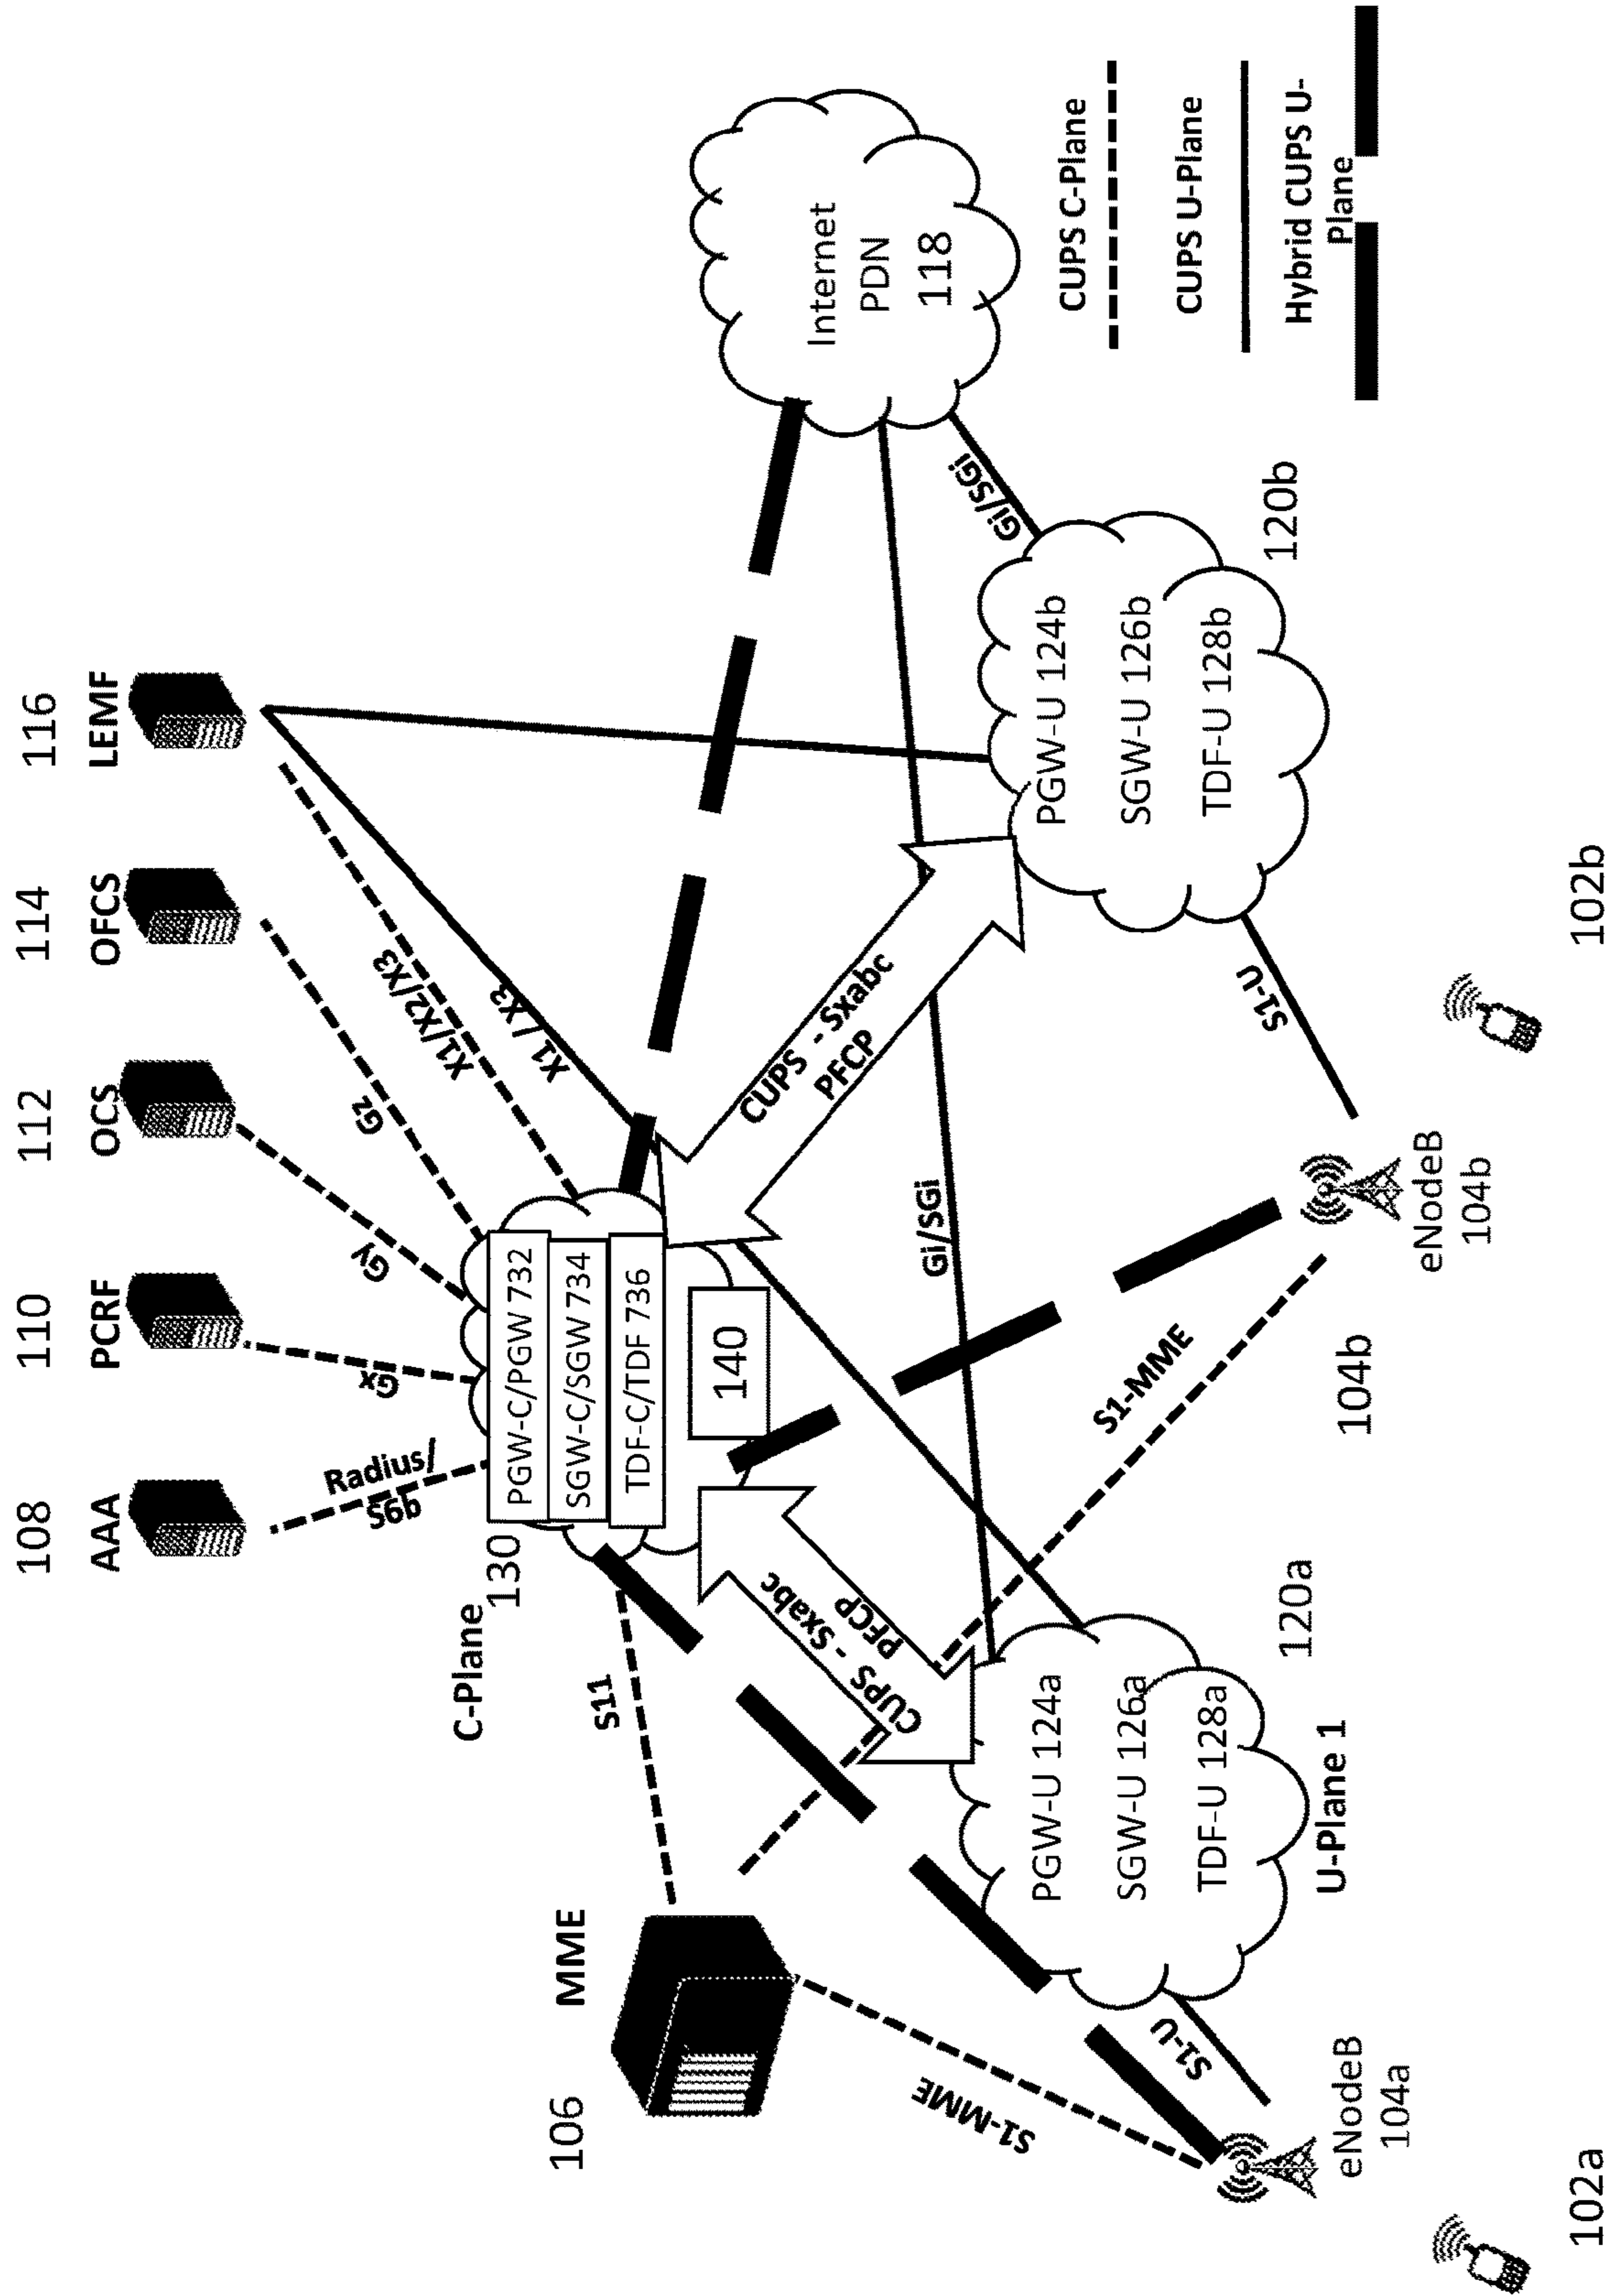 108
110
112
114
116
AAA
PCRF
OCS
OFCS
LEMF
Radius/
S6b
Gx
Gy
Gz
X1/X2/X3
X1 / X3
C-Plane
130
PGW-C/PGW 732
SGW-C/SGW 734
TDF-C/TDF 736
140
106
MME
S11
S1-MME
CUPS - Sxabc
PFCP
CUPS - Sxabc
PFCP
Internet
PDN
118
Gi/SGi
Gi/SGi
S1-MME
PGW-U 124a
SGW-U 126a
TDF-U 128a
120a
U-Plane 1
PGW-U 124b
SGW-U 126b
TDF-U 128b
120b
S1-U
S1-U
eNodeB
104a
eNodeB
104b
104b
102a
102b
CUPS C-Plane
CUPS U-Plane
Hybrid CUPS U-
Plane